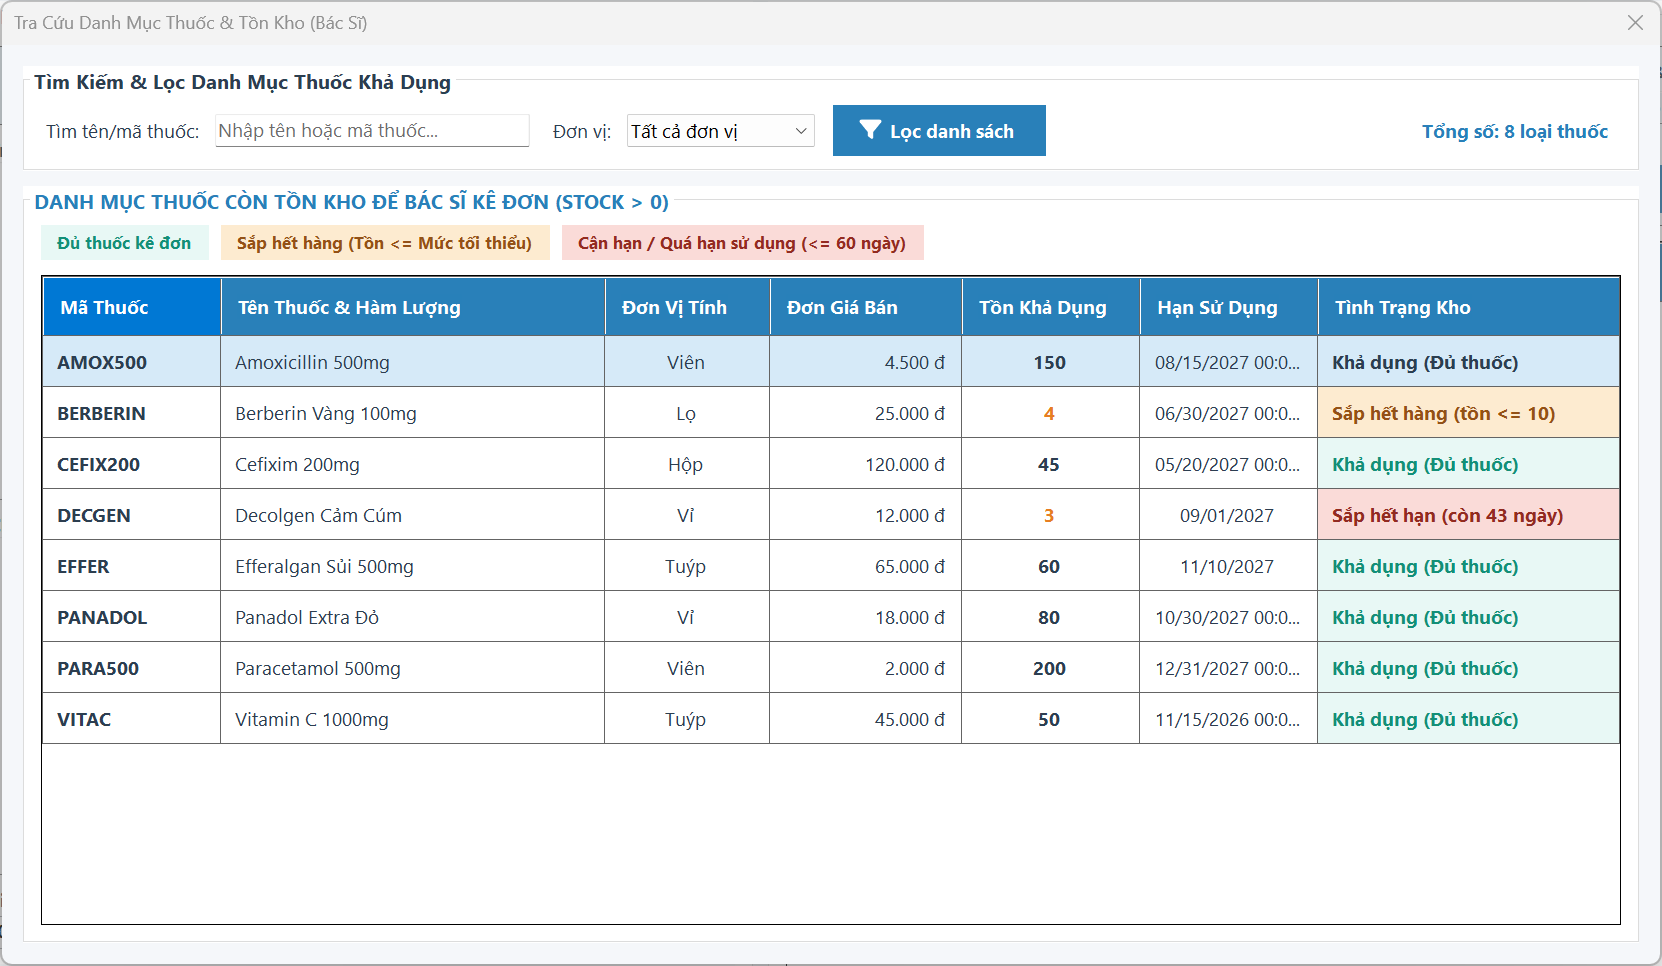 Tra Cứu Danh Mục Thuốc & Tồn Kho (Bác Sĩ)
Tìm Kiếm & Lọc Danh Mục Thuốc Khả Dụng
Tìm tên/mã thuốc: Nhập tên hoặc mã thuốc... Đơn vị: Tất cả đơn vị Lọc danh sách Tổng số: 8 loại thuốc
DANH MỤC THUỐC CÒN TỒN KHO ĐỂ BÁC SĨ KÊ ĐƠN (STOCK > 0)
Đủ thuốc kê đơn Sắp hết hàng (Tồn <= Mức tối thiểu) Cận hạn / Quá hạn sử dụng (<= 60 ngày)
Mã Thuốc Tên Thuốc & Hàm Lượng Đơn Vị Tính Đơn Giá Bán Tồn Khả Dụng Hạn Sử Dụng Tình Trạng Kho
AMOX500 Amoxicillin 500mg Viên 4.500 đ 150 08/15/2027 00:0... Khả dụng (Đủ thuốc)
BERBERIN Berberin Vàng 100mg Lọ 25.000 đ 4 06/30/2027 00:0... Sắp hết hàng (tồn <= 10)
CEFIX200 Cefixim 200mg Hộp 120.000 đ 45 05/20/2027 00:0... Khả dụng (Đủ thuốc)
DECGEN Decolgen Cảm Cúm Vỉ 12.000 đ 3 09/01/2027 Sắp hết hạn (còn 43 ngày)
EFFER Efferalgan Sủi 500mg Tuýp 65.000 đ 60 11/10/2027 Khả dụng (Đủ thuốc)
PANADOL Panadol Extra Đỏ Vỉ 18.000 đ 80 10/30/2027 00:0... Khả dụng (Đủ thuốc)
PARA500 Paracetamol 500mg Viên 2.000 đ 200 12/31/2027 00:0... Khả dụng (Đủ thuốc)
VITAC Vitamin C 1000mg Tuýp 45.000 đ 50 11/15/2026 00:0... Khả dụng (Đủ thuốc)